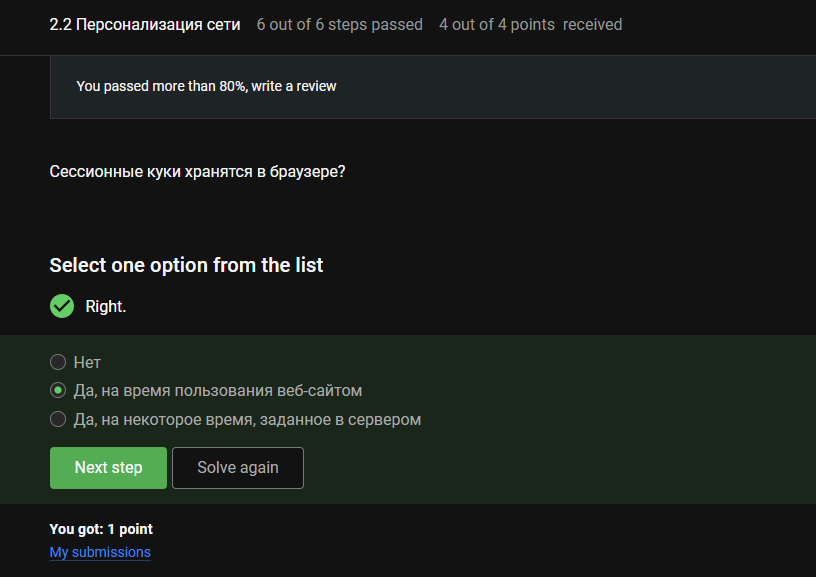 2.2 Персонализация сети 6 out of 6 steps passed 4 out of 4 points received
You passed more than 80%, write a review
Сессионные куки хранятся в браузере?
Select one option from the list
Right.
Нет
Да, на время пользования веб-сайтом
Да, на некоторое время, заданное в сервером
Next step Solve again
You got: 1 point
My submissions